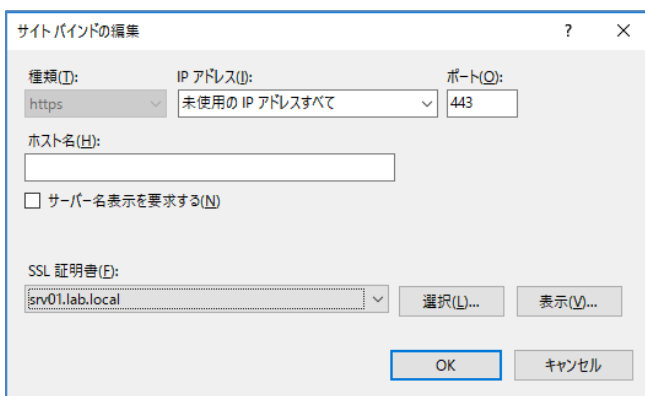 サイト バインドの編集 ? ×
種類(T): IP アドレス(I): ポート(O):
https 未使用の IP アドレスすべて 443
ホスト名(H):
サーバー名表示を要求する(N)
SSL 証明書(F):
srv01.lab.local 選択(L)... 表示(V)...
OK キャンセル